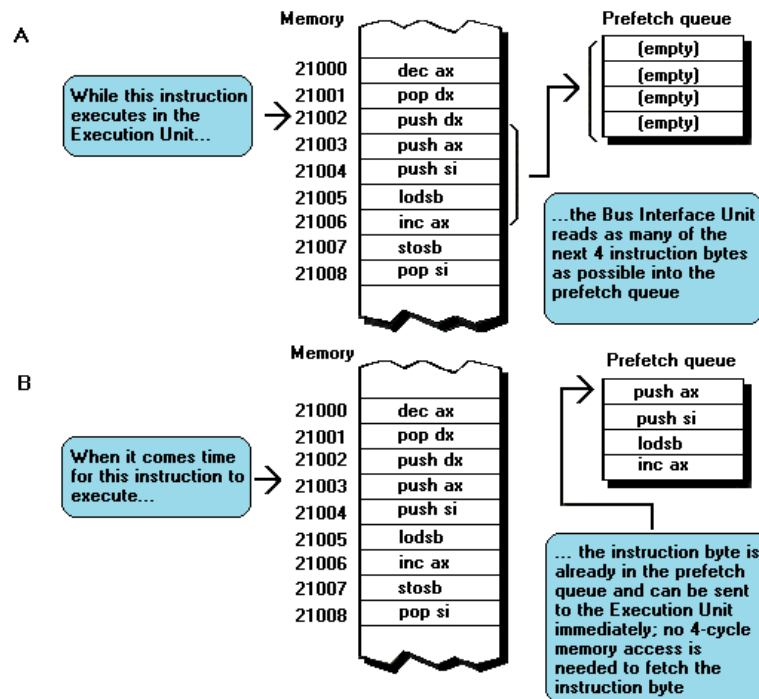 A
Memory
Prefetch queue
While this instruction
executes in the
Execution Unit...
21000 dec ax
21001 pop dx
21002 push dx
21003 push ax
21004 push si
21005 lodsb
21006 inc ax
21007 stosb
21008 pop si
(empty)
(empty)
(empty)
(empty)
...the Bus Interface Unit
reads as many of the
next 4 instruction bytes
as possible into the
prefetch queue
B
Memory
Prefetch queue
When it comes time
for this instruction to
execute...
21000 dec ax
21001 pop dx
21002 push dx
21003 push ax
21004 push si
21005 lodsb
21006 inc ax
21007 stosb
21008 pop si
push ax
push si
lodsb
inc ax
... the instruction byte is
already in the prefetch
queue and can be sent
to the Execution Unit
immediately; no 4-cycle
memory access is
needed to fetch the
instruction byte